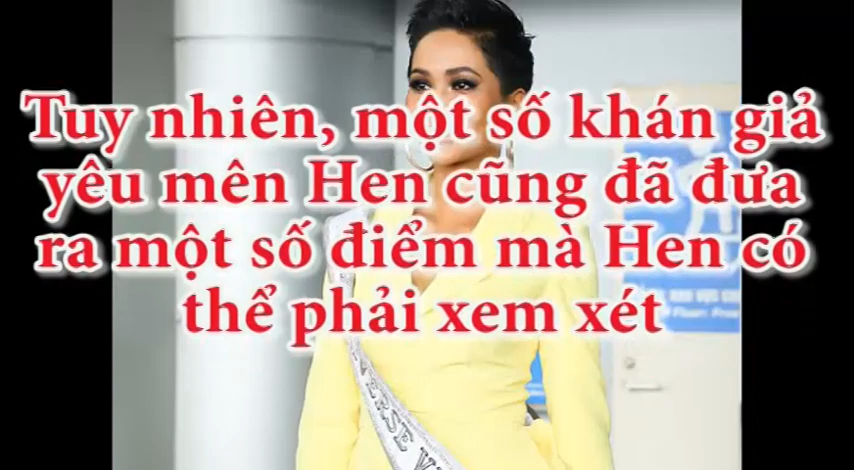 Tuy nhiên, một số khán giả
yêu mên Hen cũng đã đưa
ra một số điểm mà Hen có
thể phải xem xét
VERSE V